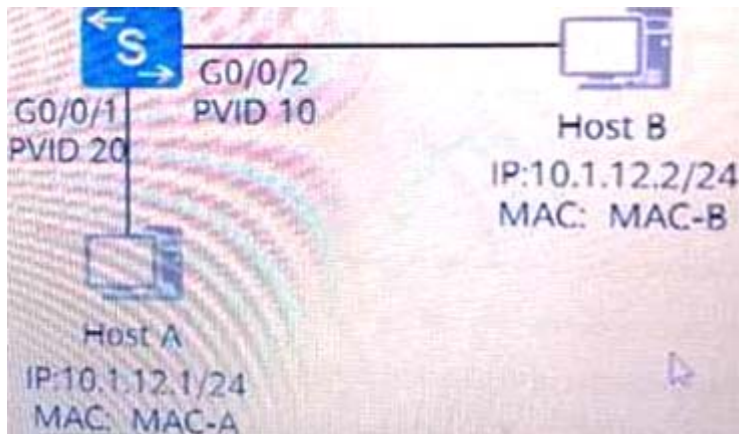 S
G0/0/2
PVID 10
G0/0/1
PVID 20
Host B
IP:10.1.12.2/24
MAC: MAC-B
Host A
IP:10.1.12.1/24
MAC: MAC-A